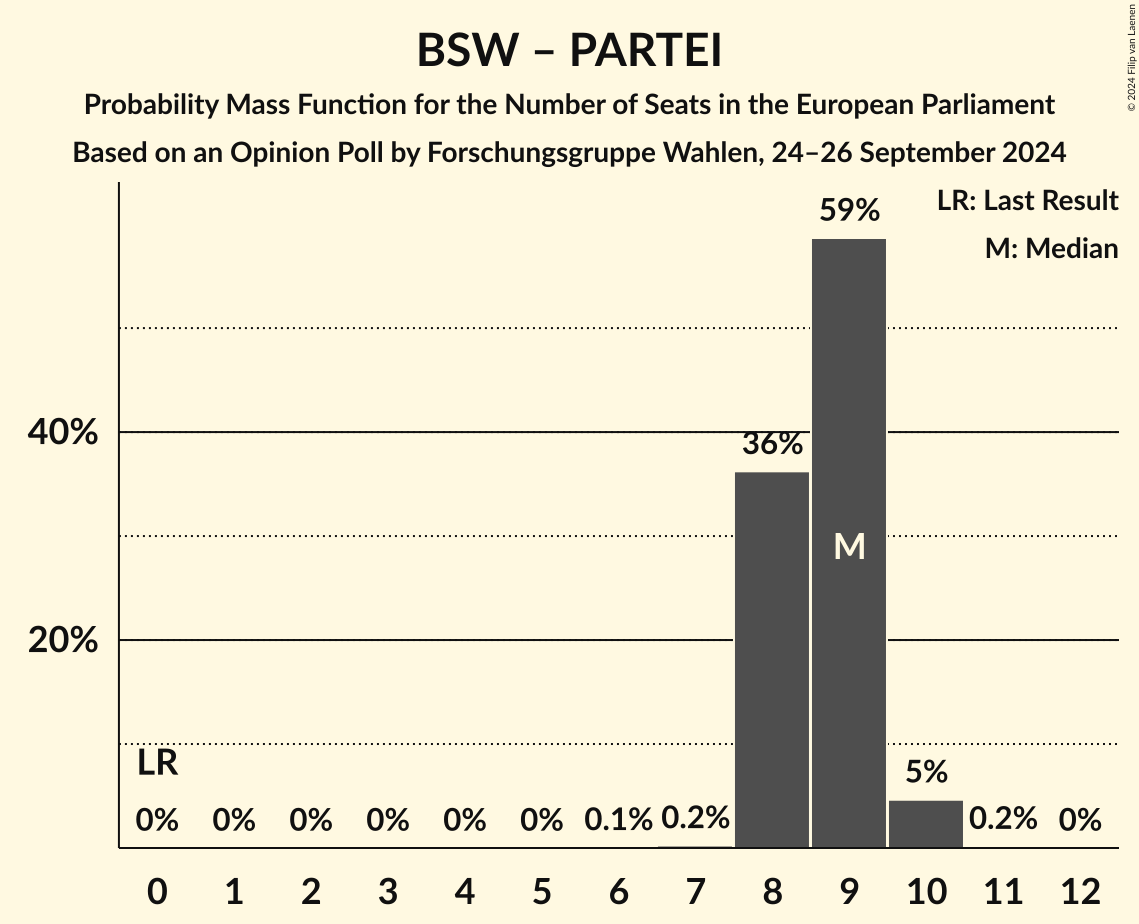 BSW – PARTEI
Probability Mass Function for the Number of Seats in the European Parliament
Based on an Opinion Poll by Forschungsgruppe Wahlen, 24–26 September 2024
© 2024 Filip van Laenen
LR: Last Result
M: Median
59%
40%
36%
M
20%
LR
5%
0% 0% 0% 0% 0% 0% 0.1% 0.2% 0.2% 0%
0 1 2 3 4 5 6 7 8 9 10 11 12